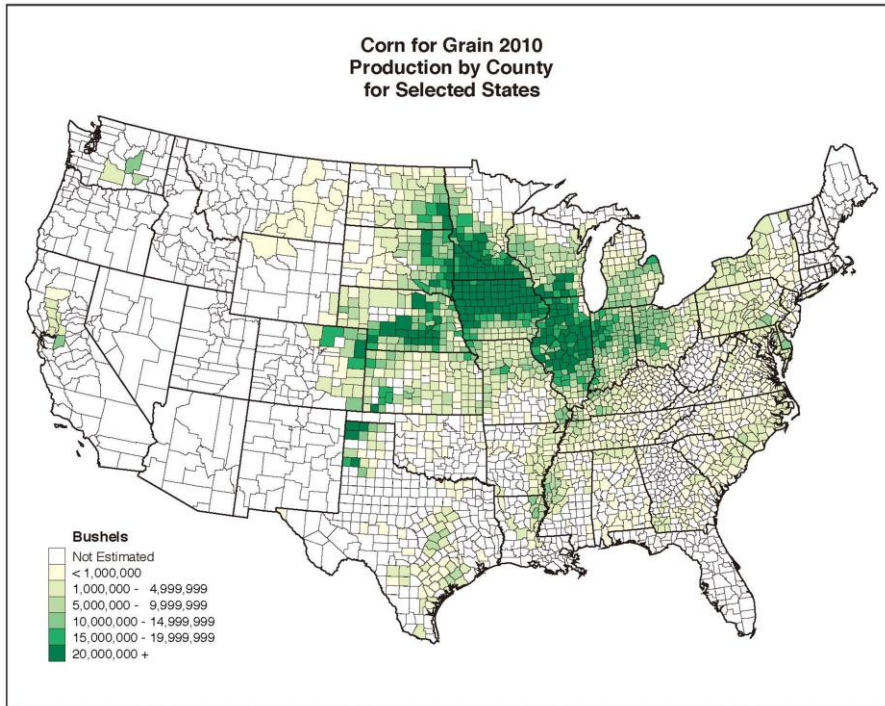 Corn for Grain 2010
Production by County
for Selected States
Bushels
Not Estimated
< 1,000,000
1,000,000 - 4,999,999
5,000,000 - 9,999,999
10,000,000 - 14,999,999
15,000,000 - 19,999,999
20,000,000 +